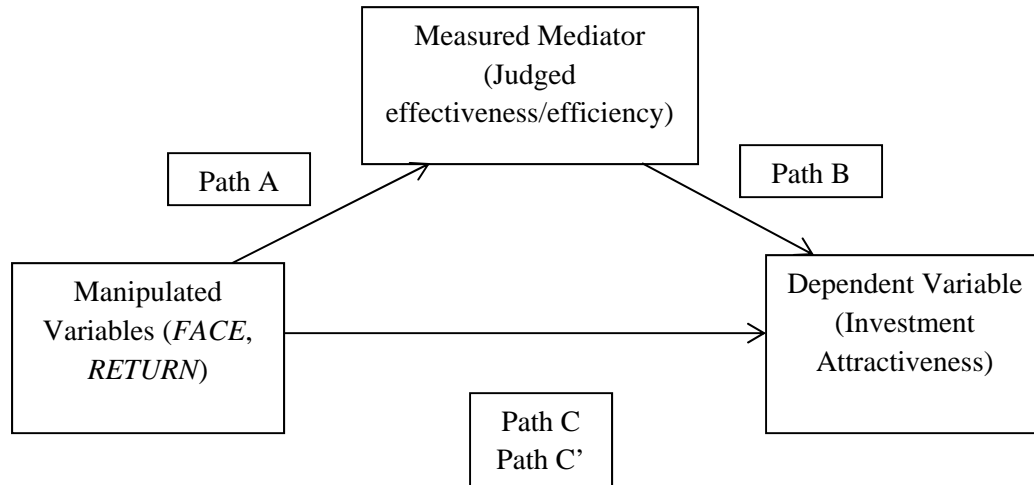 Measured Mediator
(Judged
effectiveness/efficiency)
Path A
Path B
Manipulated
Variables (FACE,
RETURN)
Dependent Variable
(Investment
Attractiveness)
Path C
Path C’